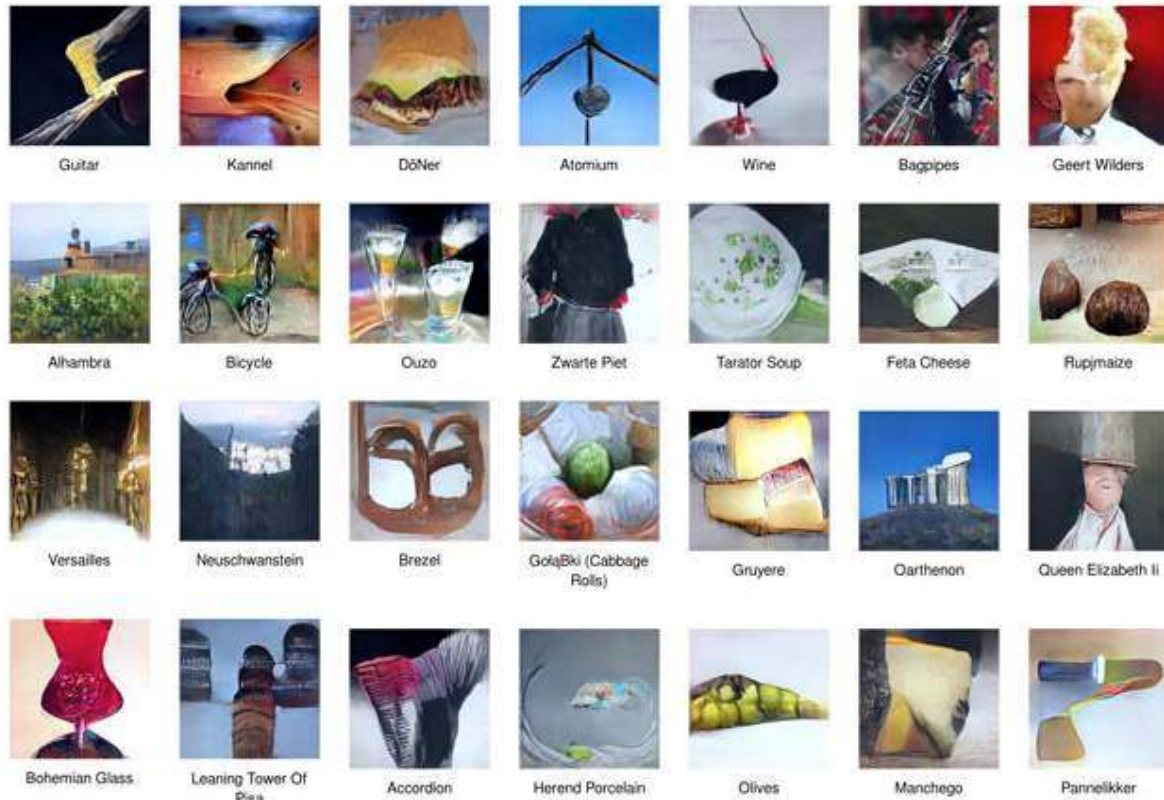 Guitar
Kannel
DöNer
Atomium
Wine
Bagpipes
Geert Wilders
Alhambra
Bicycle
Ouzo
Zwarte Piet
Tarator Soup
Feta Cheese
Rupjmaize
Versailles
Neuschwanstein
Brezel
GołąBki (Cabbage
Rolls)
Gruyere
Oarthenon
Queen Elizabeth Ii
Bohemian Glass
Leaning Tower Of
Pisa
Accordion
Herend Porcelain
Olives
Manchego
Pannelikker